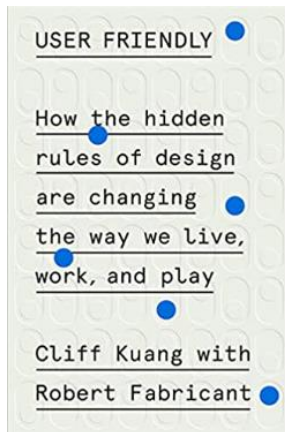 USER FRIENDLY
How the hidden
rules of design
are changing
the way we live,
work, and play
Cliff Kuang with
Robert Fabricant